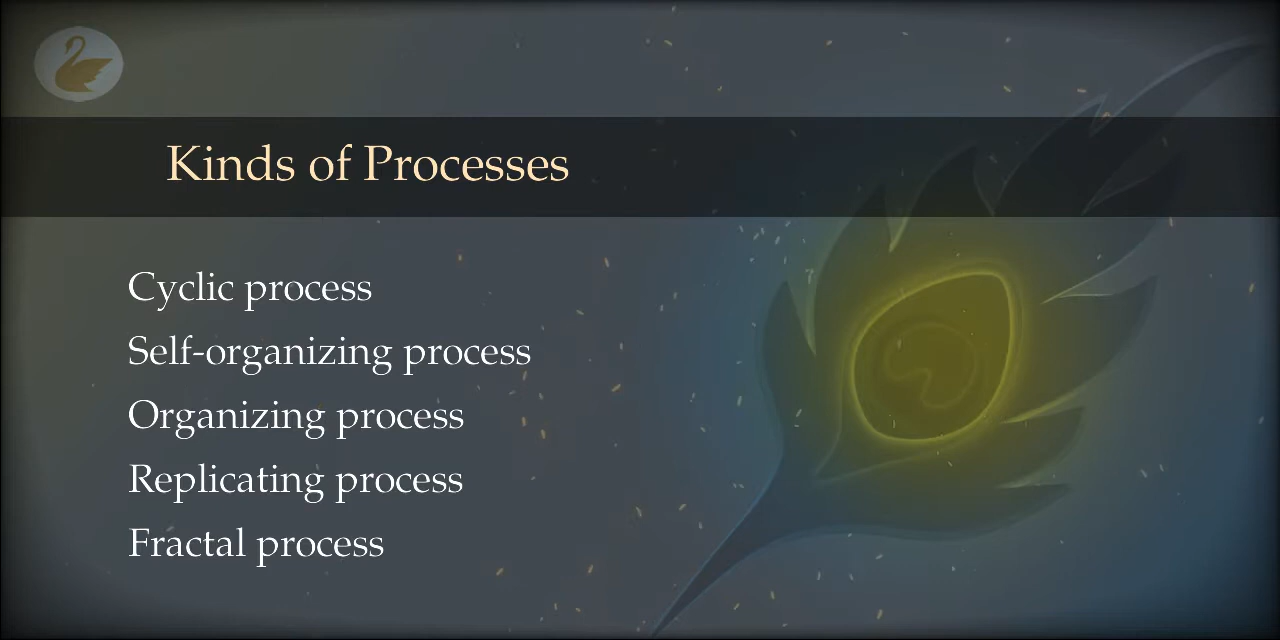 Kinds of Processes
Cyclic process
Self-organizing process
Organizing process
Replicating process
Fractal process